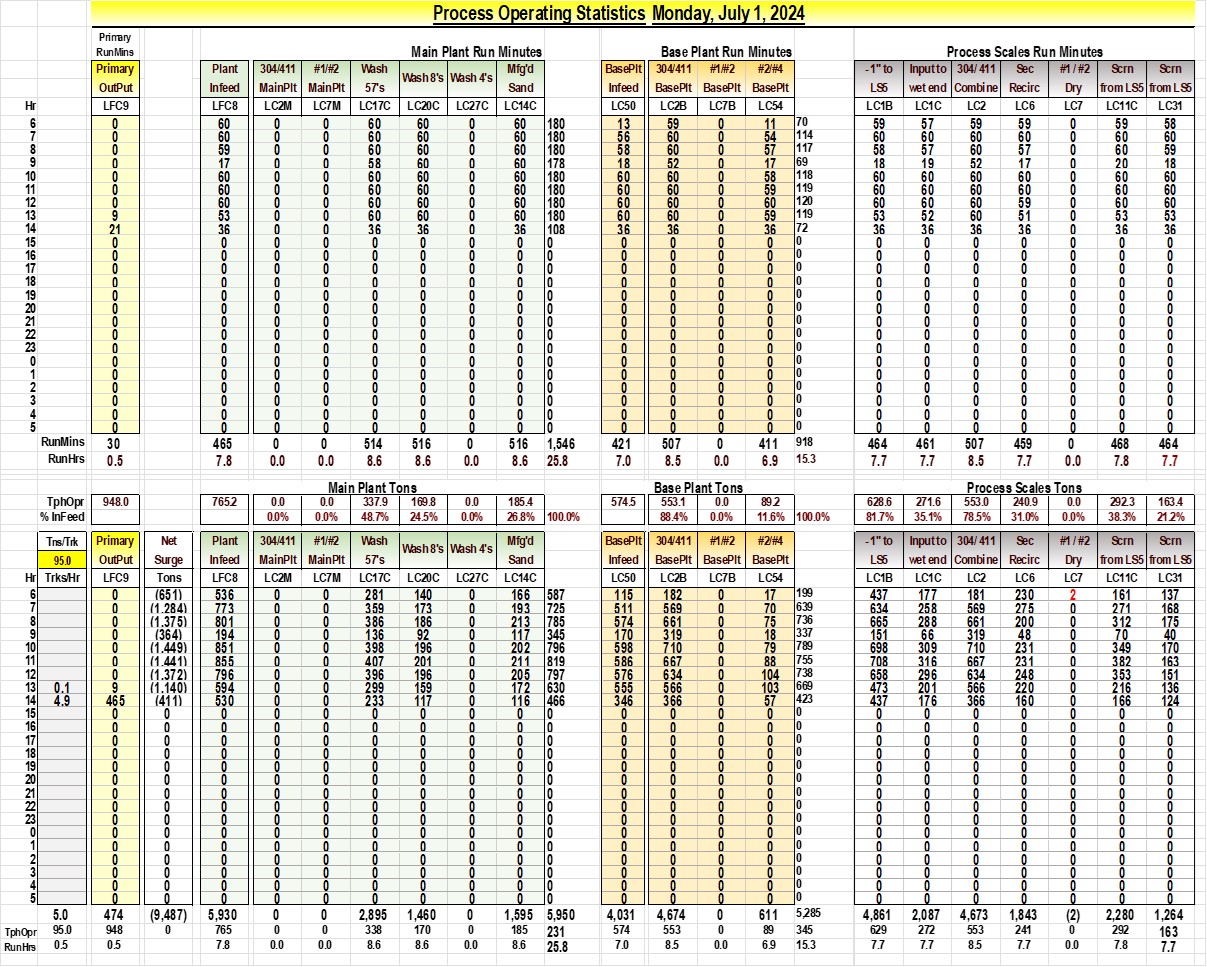 Process Operating Statistics Monday, July 1, 2024
Primary
RunMins Main Plant Run Minutes Base Plant Run Minutes Process Scales Run Minutes
Primary Plant 304/411 #1/#2 Wash Wash 8's Wash 4's Mfg'd BasePlt 304/411 #1/#2 #2/#4 -1" to Input to 304/ 411 Sec #1 / #2 Scrn Scrn
OutPut Infeed MainPlt MainPlt 57's Sand Infeed BasePlt BasePlt BasePlt LS5 wet end Combine Recirc Dry from LS5 from LS5
Hr LFC9 LFC8 LC2M LC7M LC17C LC20C LC27C LC14C LC50 LC2B LC7B LC54 LC1B LC1C LC2 LC6 LC7 LC11C LC31
6 0 60 0 0 60 60 0 60 180 13 59 0 11 70 59 57 59 59 0 59 58
7 0 60 0 0 60 60 0 60 180 56 60 0 54 114 60 60 60 60 0 60 60
8 0 59 0 0 60 60 0 60 180 58 60 0 57 117 58 57 60 57 0 60 59
9 0 17 0 0 58 60 0 60 178 18 52 0 17 69 18 19 52 17 0 20 18
10 0 60 0 0 60 60 0 60 180 60 60 0 58 118 60 60 60 60 0 60 60
11 0 60 0 0 60 60 0 60 180 60 60 0 59 119 60 60 60 60 0 60 60
12 0 60 0 0 60 60 0 60 180 60 60 0 60 120 60 60 60 59 0 60 60
13 9 53 0 0 60 60 0 60 180 60 60 0 59 119 53 52 60 51 0 53 53
14 21 36 0 0 36 36 0 36 108 36 36 0 36 72 36 36 36 36 0 36 36
15 0 0 0 0 0 0 0 0 0 0 0 0 0 0 0 0 0 0 0 0 0
16 0 0 0 0 0 0 0 0 0 0 0 0 0 0 0 0 0 0 0 0 0
17 0 0 0 0 0 0 0 0 0 0 0 0 0 0 0 0 0 0 0 0 0
18 0 0 0 0 0 0 0 0 0 0 0 0 0 0 0 0 0 0 0 0 0
19 0 0 0 0 0 0 0 0 0 0 0 0 0 0 0 0 0 0 0 0 0
20 0 0 0 0 0 0 0 0 0 0 0 0 0 0 0 0 0 0 0 0 0
21 0 0 0 0 0 0 0 0 0 0 0 0 0 0 0 0 0 0 0 0 0
22 0 0 0 0 0 0 0 0 0 0 0 0 0 0 0 0 0 0 0 0 0
23 0 0 0 0 0 0 0 0 0 0 0 0 0 0 0 0 0 0 0 0 0
0 0 0 0 0 0 0 0 0 0 0 0 0 0 0 0 0 0 0 0 0 0
1 0 0 0 0 0 0 0 0 0 0 0 0 0 0 0 0 0 0 0 0 0
2 0 0 0 0 0 0 0 0 0 0 0 0 0 0 0 0 0 0 0 0 0
3 0 0 0 0 0 0 0 0 0 0 0 0 0 0 0 0 0 0 0 0 0
4 0 0 0 0 0 0 0 0 0 0 0 0 0 0 0 0 0 0 0 0 0
5 0 0 0 0 0 0 0 0 0 0 0 0 0 0 0 0 0 0 0 0 0
RunMins 30 465 0 0 514 516 0 516 1,546 421 507 0 411 918 464 461 507 459 0 468 464
RunHrs 0.5 7.8 0.0 0.0 8.6 8.6 0.0 8.6 25.8 7.0 8.5 0.0 6.9 15.3 7.7 7.7 8.5 7.7 0.0 7.8 7.7
Main Plant Tons Base Plant Tons Process Scales Tons
TphOpr 948.0 765.2 0.0 0.0 337.9 169.8 0.0 185.4 574.5 553.1 0.0 89.2 628.6 271.6 553.0 240.9 0.0 292.3 163.4
% InFeed 0.0% 0.0% 48.7% 24.5% 0.0% 26.8% 100.0% 88.4% 0.0% 11.6% 100.0% 81.7% 35.1% 78.5% 31.0% 0.0% 38.3% 21.2%
Tns/Trk Primary Net Plant 304/411 #1/#2 Wash Wash 8's Wash 4's Mfg'd BasePlt 304/411 #1/#2 #2/#4 -1" to Input to 304/ 411 Sec #1 / #2 Scrn Scrn
95.0 OutPut Surge Infeed MainPlt MainPlt 57's Sand Infeed BasePlt BasePlt BasePlt LS5 wet end Combine Recirc Dry from LS5 from LS5
Hr Trks/Hr LFC9 Tons LFC8 LC2M LC7M LC17C LC20C LC27C LC14C LC50 LC2B LC7B LC54 LC1B LC1C LC2 LC6 LC7 LC11C LC31
6 0 (651) 536 0 0 281 140 0 166 587 115 182 0 17 199 437 177 181 230 2 161 137
7 0 (1,284) 773 0 0 359 173 0 193 725 511 569 0 70 639 634 258 569 275 0 271 168
8 0 (1,375) 801 0 0 386 186 0 213 785 574 661 0 75 736 665 288 661 200 0 312 175
9 0 (364) 194 0 0 136 92 0 117 345 170 319 0 18 337 151 66 319 48 0 70 40
10 0 (1,449) 851 0 0 398 196 0 202 796 598 710 0 79 789 698 309 710 231 0 349 170
11 0 (1,441) 855 0 0 407 201 0 211 819 586 667 0 88 755 708 316 667 231 0 382 163
12 0 (1,372) 796 0 0 396 196 0 205 797 576 634 0 104 738 658 296 634 248 0 353 151
13 0.1 9 (1,140) 594 0 0 299 159 0 172 630 555 566 0 103 669 473 201 566 220 0 216 136
14 4.9 465 (411) 530 0 0 233 117 0 116 466 346 366 0 57 423 437 176 366 160 0 166 124
15 0 0 0 0 0 0 0 0 0 0 0 0 0 0 0 0 0 0 0 0 0 0
16 0 0 0 0 0 0 0 0 0 0 0 0 0 0 0 0 0 0 0 0 0 0
17 0 0 0 0 0 0 0 0 0 0 0 0 0 0 0 0 0 0 0 0 0 0
18 0 0 0 0 0 0 0 0 0 0 0 0 0 0 0 0 0 0 0 0 0 0
19 0 0 0 0 0 0 0 0 0 0 0 0 0 0 0 0 0 0 0 0 0 0
20 0 0 0 0 0 0 0 0 0 0 0 0 0 0 0 0 0 0 0 0 0 0
21 0 0 0 0 0 0 0 0 0 0 0 0 0 0 0 0 0 0 0 0 0 0
22 0 0 0 0 0 0 0 0 0 0 0 0 0 0 0 0 0 0 0 0 0 0
23 0 0 0 0 0 0 0 0 0 0 0 0 0 0 0 0 0 0 0 0 0 0
0 0 0 0 0 0 0 0 0 0 0 0 0 0 0 0 0 0 0 0 0 0 0
1 0 0 0 0 0 0 0 0 0 0 0 0 0 0 0 0 0 0 0 0 0 0
2 0 0 0 0 0 0 0 0 0 0 0 0 0 0 0 0 0 0 0 0 0 0
3 0 0 0 0 0 0 0 0 0 0 0 0 0 0 0 0 0 0 0 0 0 0
4 0 0 0 0 0 0 0 0 0 0 0 0 0 0 0 0 0 0 0 0 0 0
5 0 0 0 0 0 0 0 0 0 0 0 0 0 0 0 0 0 0 0 0 0 0
5.0 474 (9,487) 5,930 0 0 2,895 1,460 0 1,595 5,950 4,031 4,674 0 611 5,285 4,861 2,087 4,673 1,843 (2) 2,280 1,264
TphOpr 95.0 948 0 765 0 0 338 170 0 185 231 574 553 0 89 345 629 272 553 241 0 292 163
RunHrs 0.5 0.5 7.8 0.0 0.0 8.6 8.6 0.0 8.6 25.8 7.0 8.5 0.0 6.9 15.3 7.7 7.7 8.5 7.7 0.0 7.8 7.7